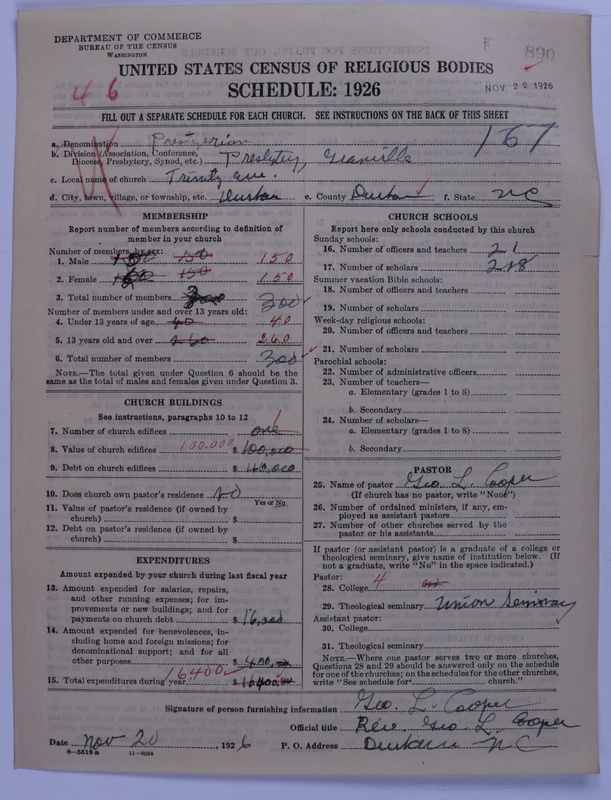 DEPARTMENT OF COMMERCE
BUREAU OF THE CENSUS
WASHINGTON
F 890
UNITED STATES CENSUS OF RELIGIOUS BODIES
SCHEDULE: 1926
NOV 22 1926
46
FILL OUT A SEPARATE SCHEDULE FOR EACH CHURCH. SEE INSTRUCTIONS ON THE BACK OF THIS SHEET
167
a. Denomination
b. Division (Association, Conference, Diocese, Presbytery, Synod, etc.) Presbytery Granville
c. Local name of church Trinity ave.
d. City, town, village, or township, etc. Durham e. County Durham f. State NC
MEMBERSHIP
Report number of members according to definition of
member in your church
Number of members, by sex:
1. Male 150 150
2. Female 150 150
3. Total number of members 300 300
Number of members under and over 13 years old:
4. Under 13 years of age 40 40
5. 13 years old and over 260 260
6. Total number of members 300
NOTE.—The total given under Question 6 should be the
same as the total of males and females given under Question 3.
CHURCH BUILDINGS
See instructions, paragraphs 10 to 12
7. Number of church edifices one 1
8. Value of church edifices 100.000 $ 100,000
9. Debt on church edifices $ 40,000
10. Does church own pastor's residence no
Yes or No
11. Value of pastor's residence (if owned by
church) $
12. Debt on pastor's residence (if owned by
church) $
EXPENDITURES
Amount expended by your church during last fiscal year
13. Amount expended for salaries, repairs,
and other running expenses; for im-
provements or new buildings; and for
payments on church debt $ 16,000
14. Amount expended for benevolences, in-
cluding home and foreign missions; for
denominational support; and for all
other purposes $ 400.00
15. Total expenditures during year 16400 $ 16400.00
CHURCH SCHOOLS
Report here only schools conducted by this church
Sunday schools:
16. Number of officers and teachers 21
17. Number of scholars 218
Summer vacation Bible schools:
18. Number of officers and teachers
19. Number of scholars
Week-day religious schools:
20. Number of officers and teachers
21. Number of scholars
Parochial schools:
22. Number of administrative officers
23. Number of teachers—
a. Elementary (grades 1 to 8)
b. Secondary
24. Number of scholars—
a. Elementary (grades 1 to 8)
b. Secondary
PASTOR
25. Name of pastor Geo L. Cooper
(If church has no pastor, write "None")
26. Number of ordained ministers, if any, em-
ployed as assistant pastors
27. Number of other churches served by the
pastor or his assistants
If pastor (or assistant pastor) is a graduate of a college or
theological seminary, give name of institution below. (If
not a graduate, write "No" in the space indicated.)
Pastor:
28. College 4
29. Theological seminary Union Seminary
Assistant pastor:
30. College
31. Theological seminary
NOTE.—Where one pastor serves two or more churches,
Questions 28 and 29 should be answered only on the schedule
for one of the churches; on the schedules for the other churches,
write "See schedule for church."
Signature of person furnishing information Geo. L. Cooper
Official title Rev. Geo L. Cooper
Date Nov 20, 1926 P. O. Address Durham NC
8—5518 a 11—9054